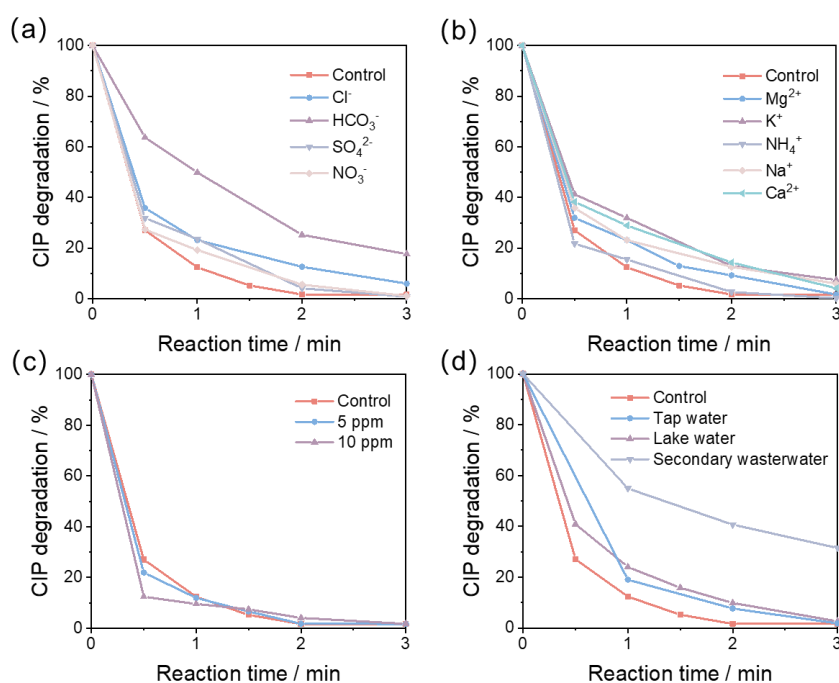 (a)
CIP degradation / %
100
80
60
40
20
0
0 1 2 3
Reaction time / min
Control
Cl⁻
HCO₃⁻
SO₄²⁻
NO₃⁻
(b)
CIP degradation / %
100
80
60
40
20
0
0 1 2 3
Reaction time / min
Control
Mg²⁺
K⁺
NH₄⁺
Na⁺
Ca²⁺
(c)
CIP degradation / %
100
80
60
40
20
0
0 1 2 3
Reaction time / min
Control
5 ppm
10 ppm
(d)
CIP degradation / %
100
80
60
40
20
0
0 1 2 3
Reaction time / min
Control
Tap water
Lake water
Secondary wasterwater